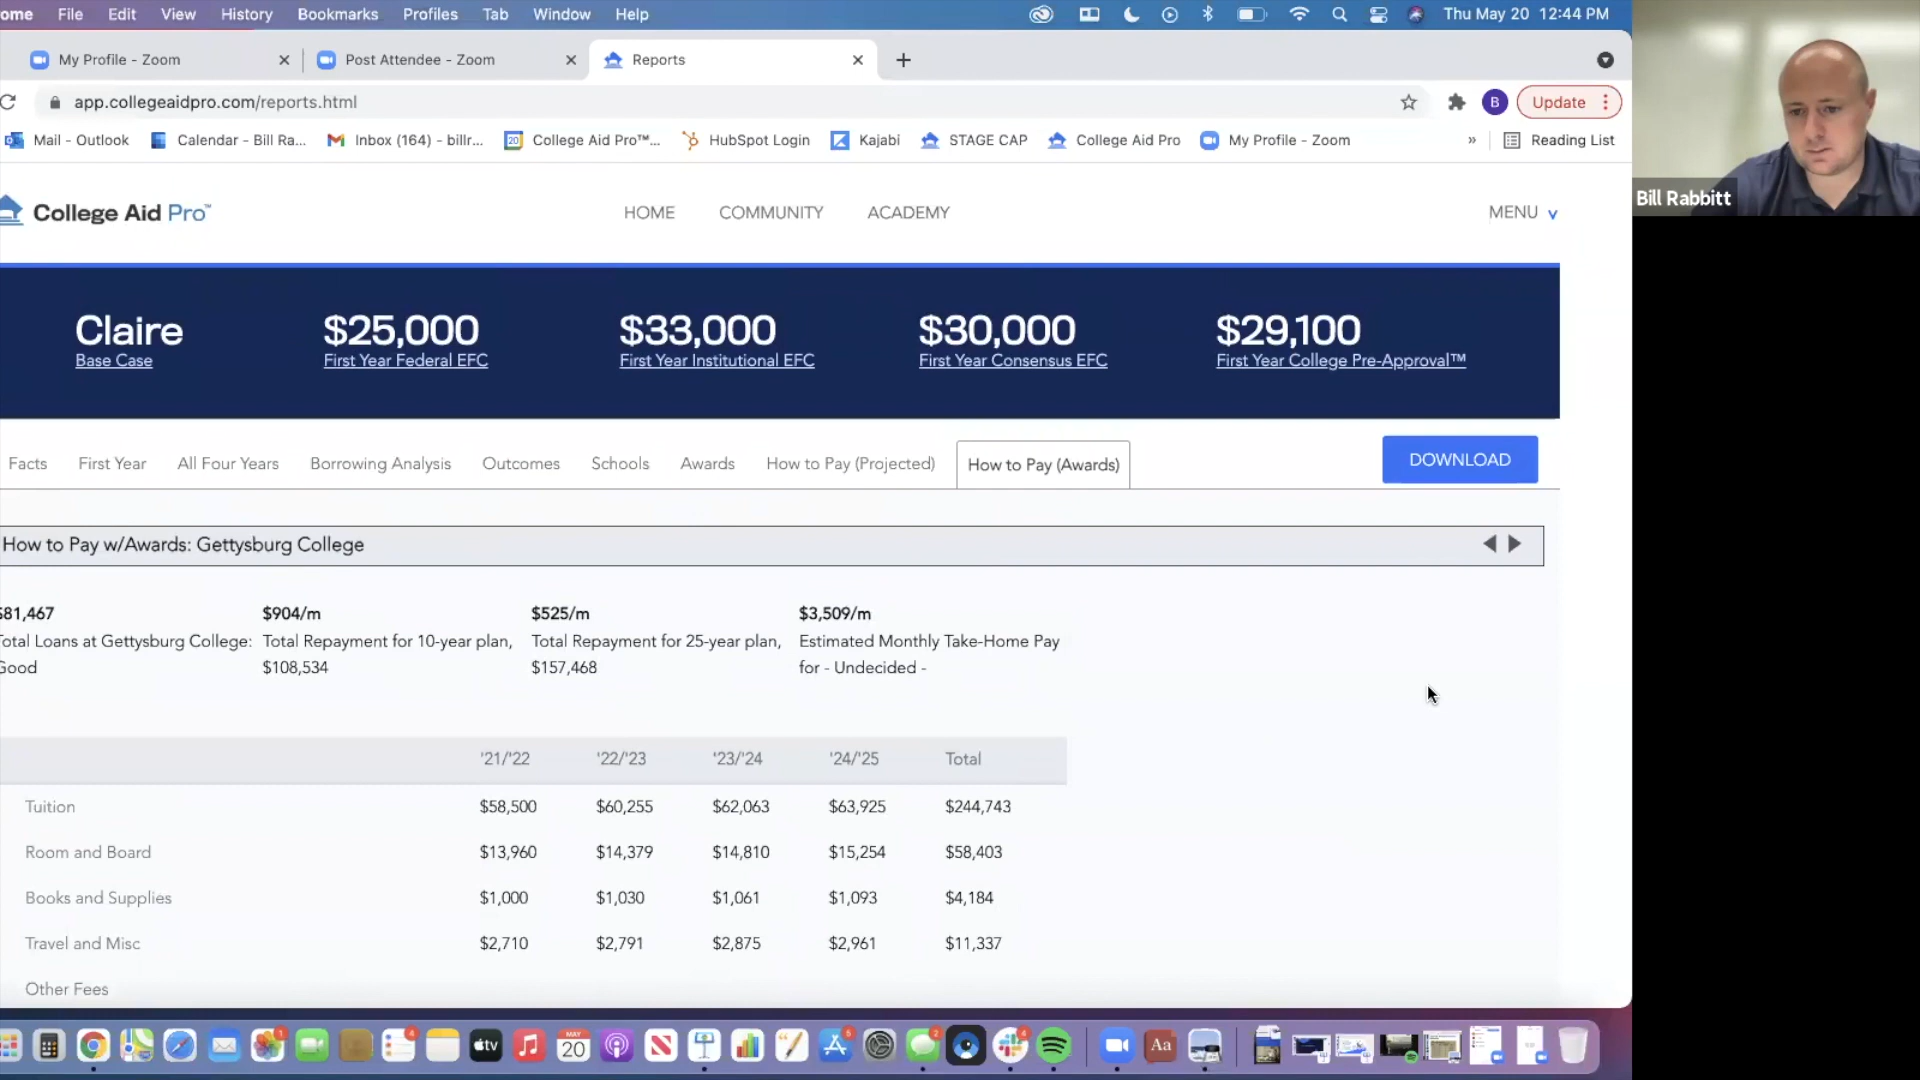 ome File Edit View History Bookmarks Profiles Tab Window Help Thu May 20 12:44 PM
My Profile - Zoom Post Attendee - Zoom Reports
app.collegeaidpro.com/reports.html B Update
Mail - Outlook Calendar - Bill Ra... Inbox (164) - billr... 20 College Aid Pro™... HubSpot Login Kajabi STAGE CAP College Aid Pro My Profile - Zoom » Reading List
Bill Rabbitt
College Aid Pro™ HOME COMMUNITY ACADEMY MENU
Claire $25,000 $33,000 $30,000 $29,100
Base Case First Year Federal EFC First Year Institutional EFC First Year Consensus EFC First Year College Pre-Approval™
Facts First Year All Four Years Borrowing Analysis Outcomes Schools Awards How to Pay (Projected) How to Pay (Awards) DOWNLOAD
How to Pay w/Awards: Gettysburg College
$81,467 $904/m $525/m $3,509/m
Total Loans at Gettysburg College: Total Repayment for 10-year plan, Total Repayment for 25-year plan, Estimated Monthly Take-Home Pay
Good $108,534 $157,468 for - Undecided -
'21/'22 '22/'23 '23/'24 '24/'25 Total
Tuition $58,500 $60,255 $62,063 $63,925 $244,743
Room and Board $13,960 $14,379 $14,810 $15,254 $58,403
Books and Supplies $1,000 $1,030 $1,061 $1,093 $4,184
Travel and Misc $2,710 $2,791 $2,875 $2,961 $11,337
Other Fees
1 4 tv MAY 20 5 2 4 Aa